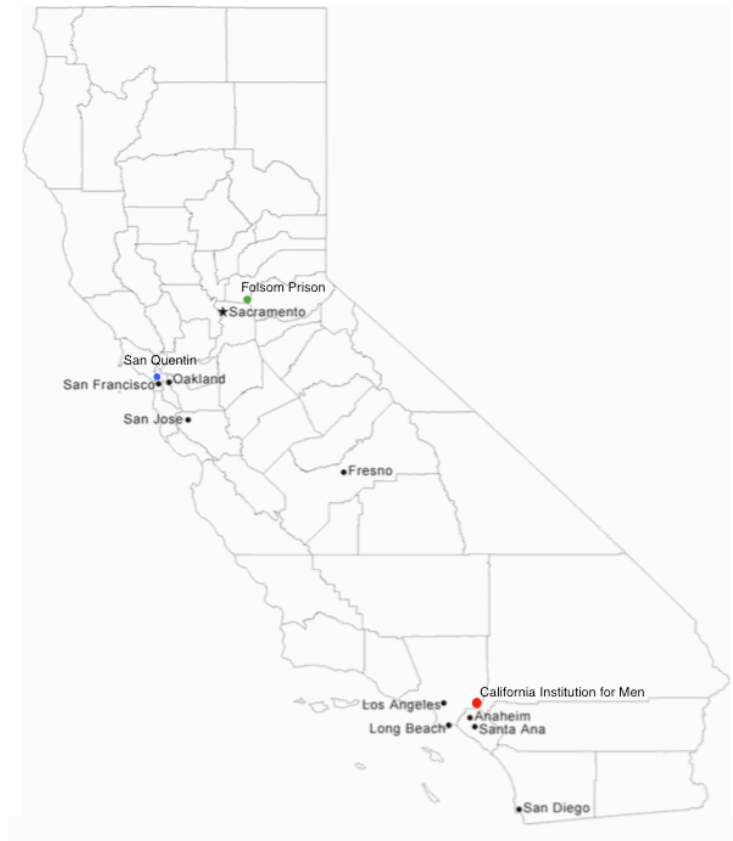 Folsom Prison
Sacramento
San Quentin
San Francisco
Oakland
San Jose
Fresno
California Institution for Men
Los Angeles
Anaheim
Long Beach
Santa Ana
San Diego